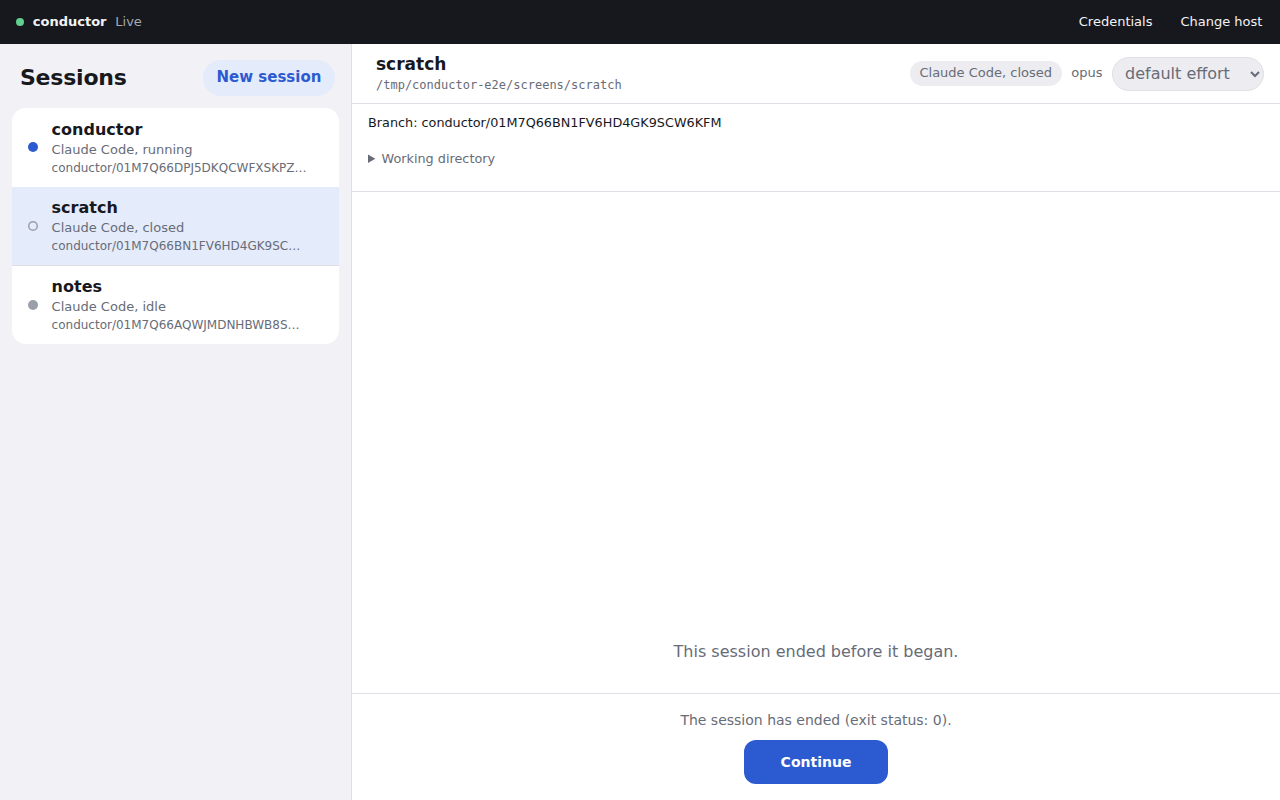 conductor Live
Credentials
Change host
Sessions
New session
conductor
Claude Code, running
conductor/01M7Q66DPJ5DKQCWFXSKPZ…
scratch
Claude Code, closed
conductor/01M7Q66BN1FV6HD4GK9SC…
notes
Claude Code, idle
conductor/01M7Q66AQWJMDNHBWB8S…
scratch
/tmp/conductor-e2e/screens/scratch
Claude Code, closed
opus
default effort
Branch: conductor/01M7Q66BN1FV6HD4GK9SCW6KFM
Working directory
This session ended before it began.
The session has ended (exit status: 0).
Continue